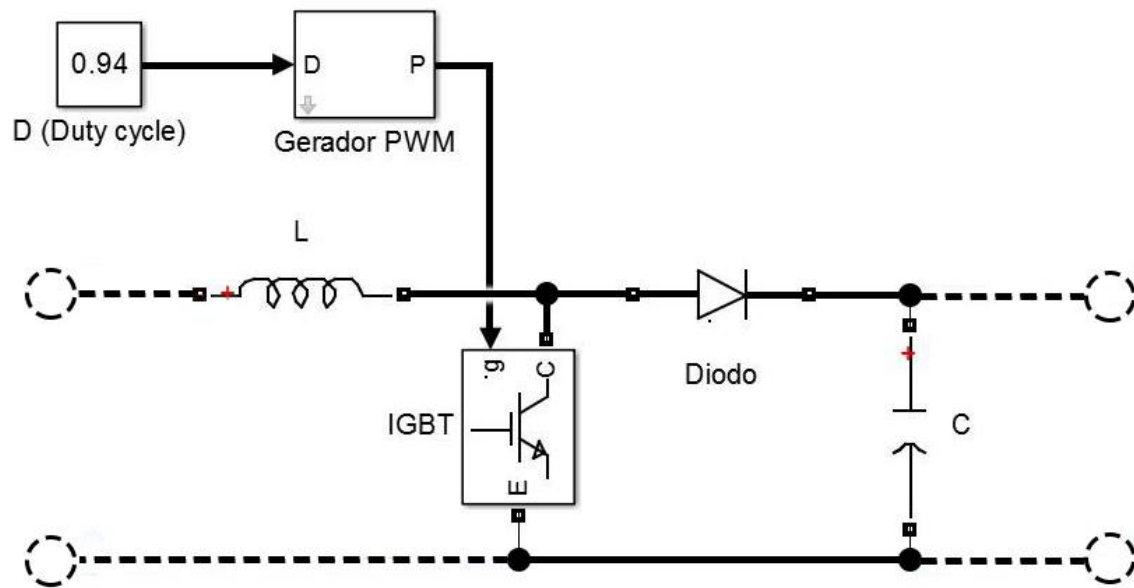 0.94
D P
D (Duty cycle)
Gerador PWM
L
g.
C
IGBT
E
Diodo
C